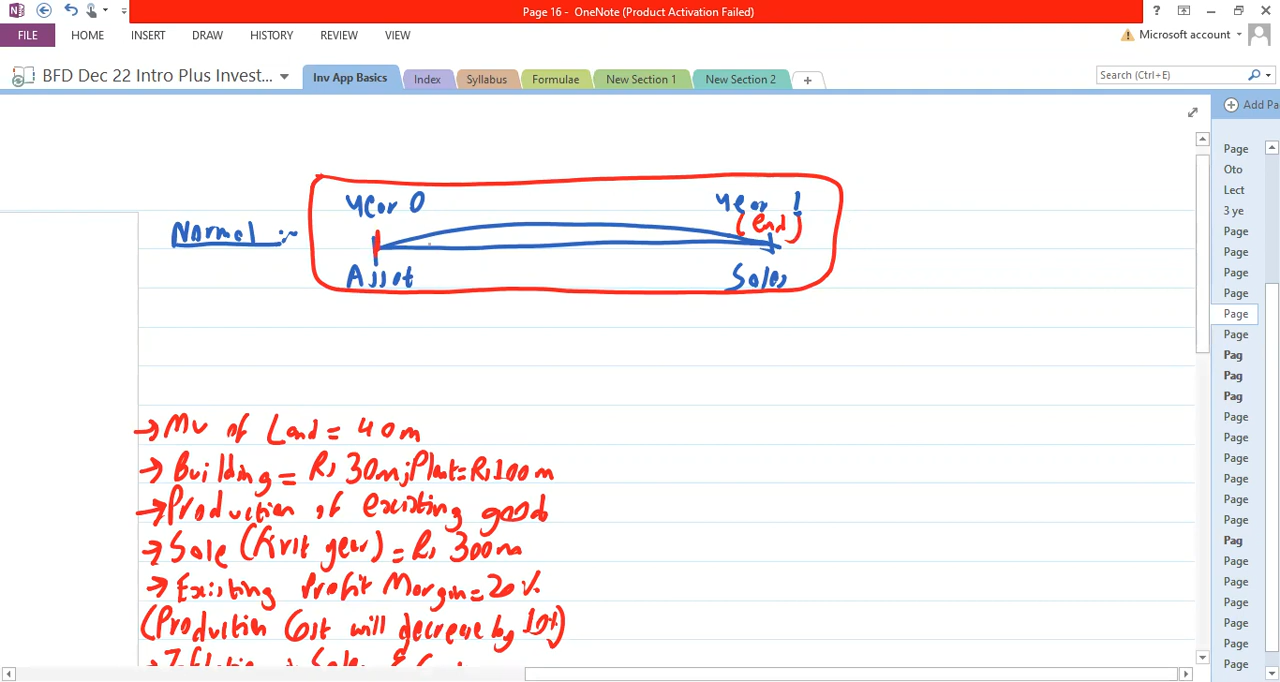 Page 16 - OneNote (Product Activation Failed)
FILE HOME INSERT DRAW HISTORY REVIEW VIEW
Microsoft account
BFD Dec 22 Intro Plus Invest... Inv App Basics Index Syllabus Formulae New Section 1 New Section 2
Search (Ctrl+E)
Add Pa
Page
Oto
Lect
3 ye
Page
Page
Page
Page
Page
Page
Pag
Pag
Pag
Page
Page
Page
Page
Page
Page
Pag
Page
Page
Page
Page
Page
Page
Year 0 Year 1
(end)
Normal :-
Asset Sales
→ Mv of Land = 40m
→ Building = Rs 30m; Plant = Rs 100m
→ Production of existing good
→ Sale (first year) = Rs 300m
→ Existing Profit Margin = 20%
(Production Cost will decrease by 10%)